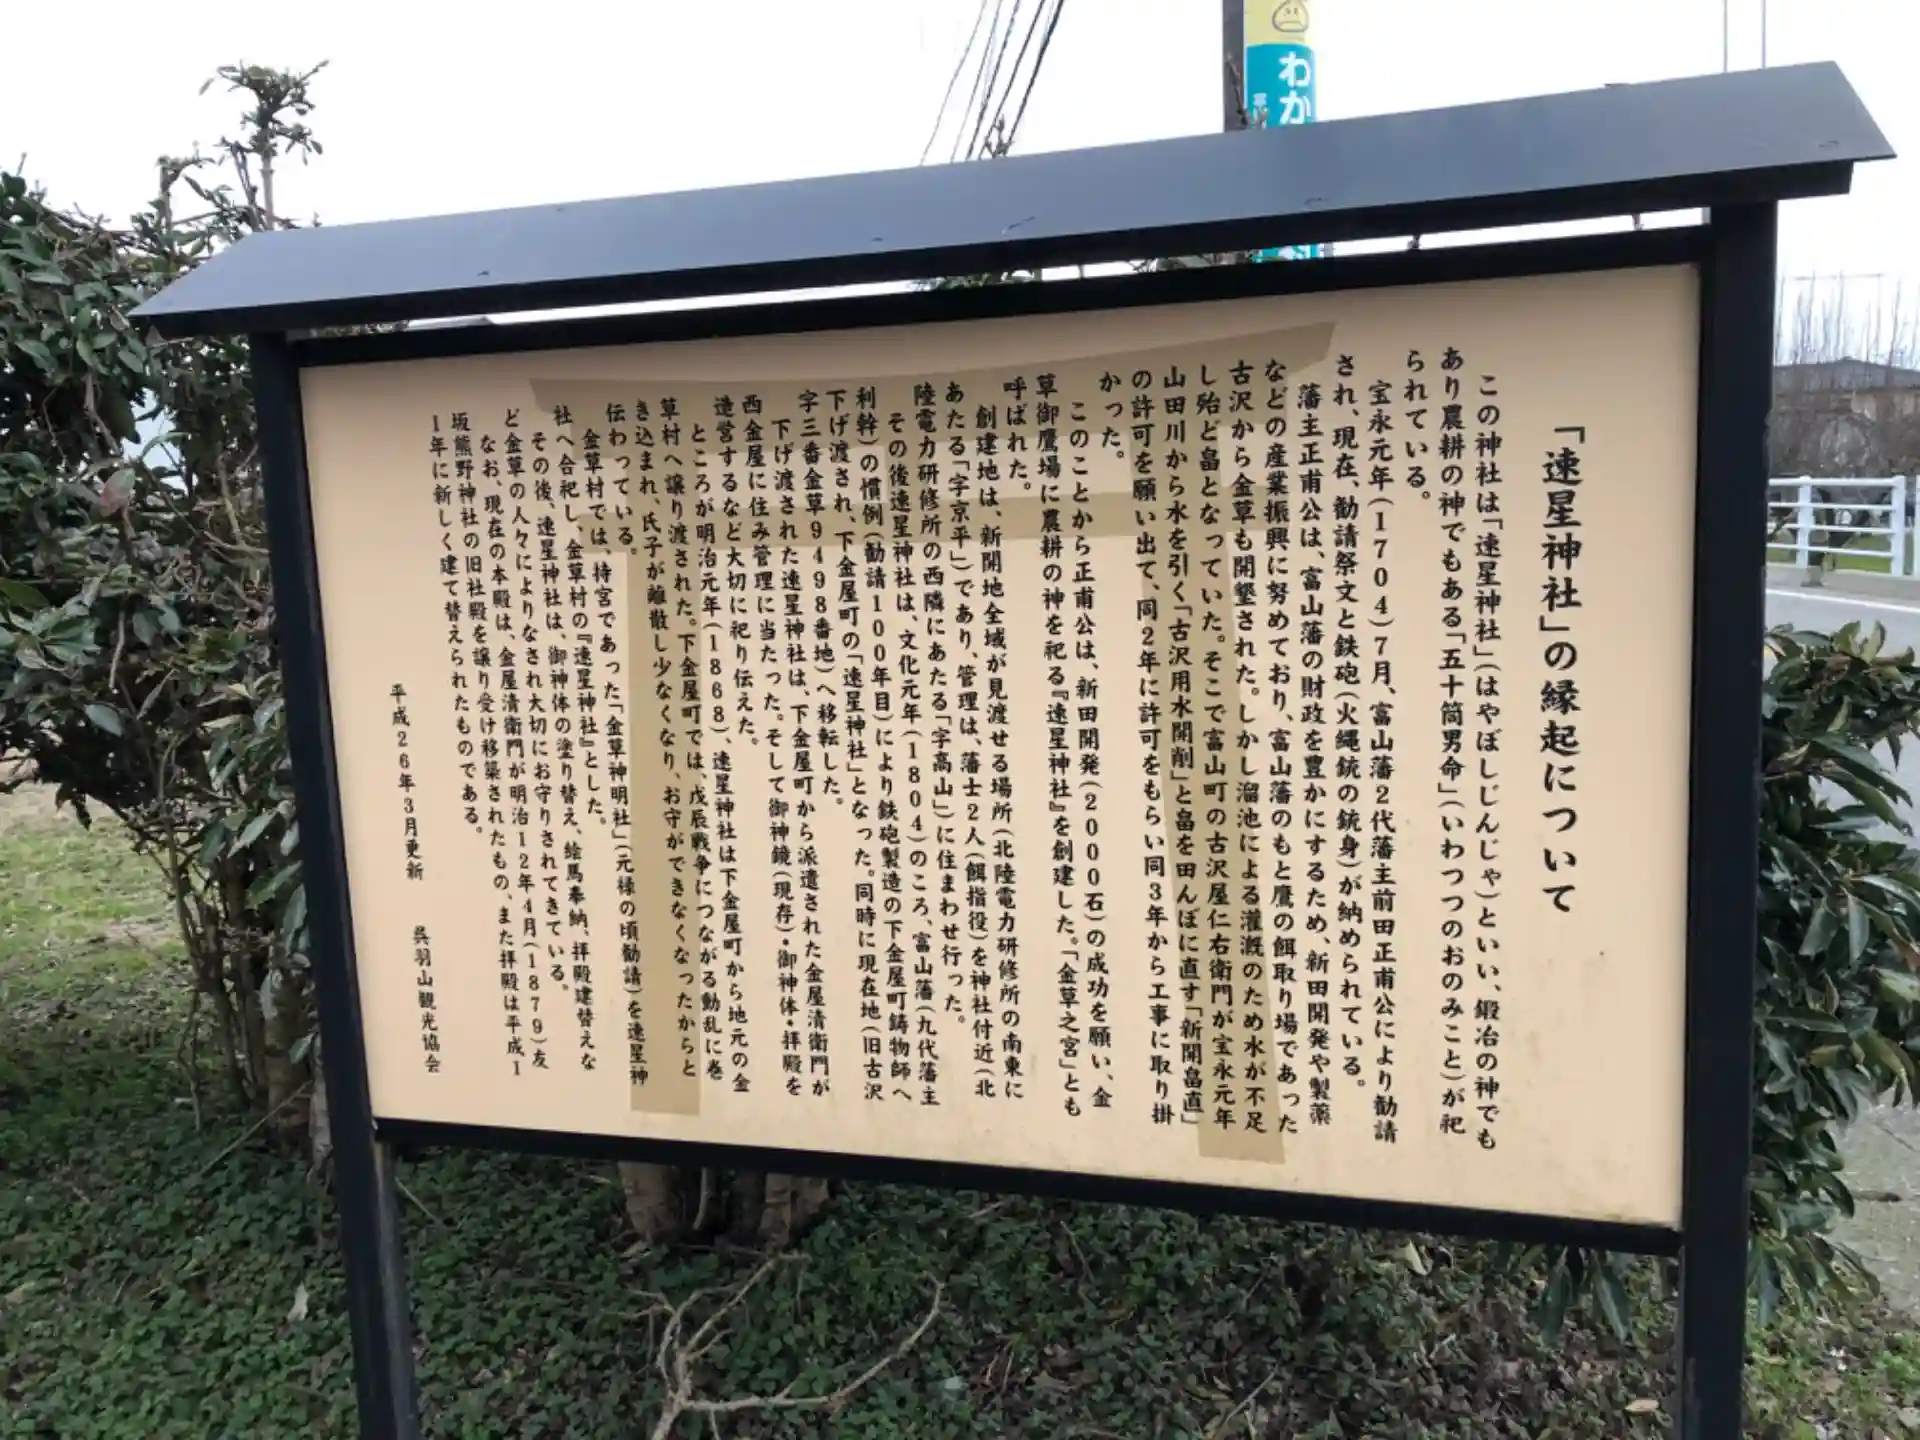 わか
「速星神社」の縁起について
この神社は「速星神社」(はやぼしじんじゃ)といい、鍛冶の神でも
あり農耕の神でもある「五十筒男命」(いわつつのおのみこと)が祀
られている。
宝永元年(1704)7月、富山藩2代藩主前田正甫公により勧請
され、現在、勧請祭文と鉄砲(火縄銃の銃身)が納められている。
藩主正甫公は、富山藩の財政を豊かにするため、新田開発や製薬
などの産業振興に努めており、富山藩のもと鷹の餌取り場であった
古沢から金草も開墾された。しかし溜池による灌漑のため水が不足
し殆ど畠となっていた。そこで富山町の古沢屋仁右衛門が宝永元年
山田川から水を引く「古沢用水開削」と畠を田んぼに直す「新開畠直」
の許可を願い出て、同2年に許可をもらい同3年から工事に取り掛
かった。
このことから正甫公は、新田開発(2000石)の成功を願い、金
草御鷹場に農耕の神を祀る『速星神社』を創建した。「金草之宮」とも
呼ばれた。
創建地は、新開地全域が見渡せる場所(北陸電力研修所の南東に
あたる「字京平」)であり、管理は、藩士2人(餌指役)を神社付近(北
陸電力研修所の西隣にあたる「字高山」)に住まわせ行った。
その後速星神社は、文化元年(1804)のころ、富山藩(九代藩主
利幹)の慣例(勧請100年目)により鉄砲製造の下金屋町鋳物師へ
下げ渡され、下金屋町の「速星神社」となった。同時に現在地(旧古沢
字三番金草9498番地)へ移転した。
下げ渡された速星神社は、下金屋町から派遣された金屋清衛門が
西金屋に住み管理に当たった。そして御神鏡(現存)・御神体・拝殿を
造営するなど大切に祀り伝えた。
ところが明治元年(1868)、速星神社は下金屋町から地元の金
草村へ譲り渡された。下金屋町では、戊辰戦争につながる動乱に巻
き込まれ、氏子が離散し少なくなり、お守ができなくなったからと
伝わっている。
金草村では、持宮であった「金草神明社」(元禄の頃勧請)を速星神
社へ合祀し、金草村の『速星神社』とした。
その後、速星神社は、御神体の塗り替え、絵馬奉納、拝殿建替えな
ど金草の人々によりなされ大切にお守りされてきている。
なお、現在の本殿は、金屋清衛門が明治12年4月(1879)友
坂熊野神社の旧社殿を譲り受け移築されたもの、また拝殿は平成1
1年に新しく建て替えられたものである。
平成26年3月更新 呉羽山観光協会